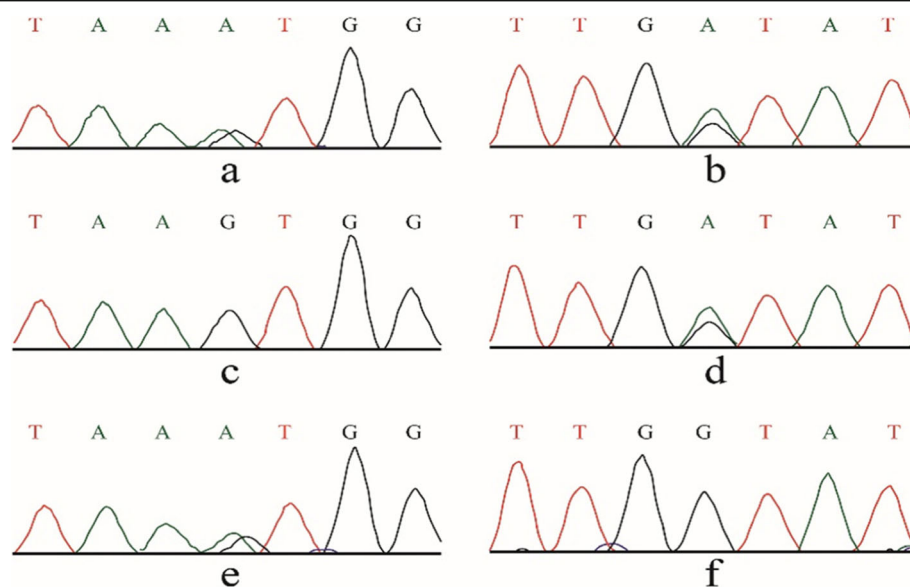 T A A A T G G
T T G A T A T
a
b
T A A G T G G
T T G A T A T
c
d
T A A A T G G
T T G G T A T
e
f